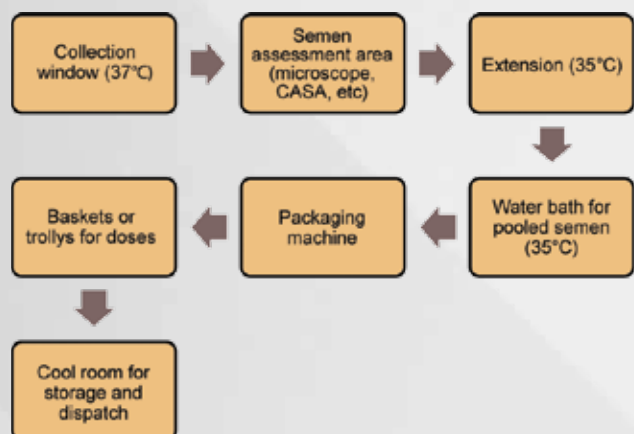 Collection
window (37℃)
Semen
assessment area
(microscope,
CASA, etc)
Extension (35°C)
Water bath for
pooled semen
(35°C)
Packaging
machine
Baskets or
trollys for doses
Cool room for
storage and
dispatch